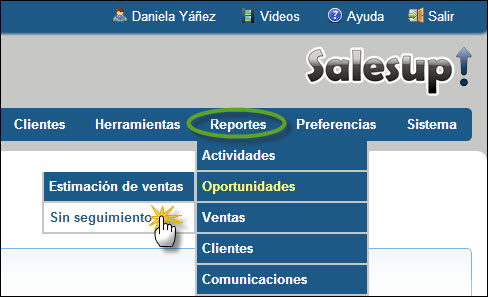 Daniela Yáñez Videos Ayuda Salir
Salesup!
Clientes Herramientas Reportes Preferencias Sistema
Actividades
Estimación de ventas Oportunidades
Sin seguimiento Ventas
Clientes
Comunicaciones